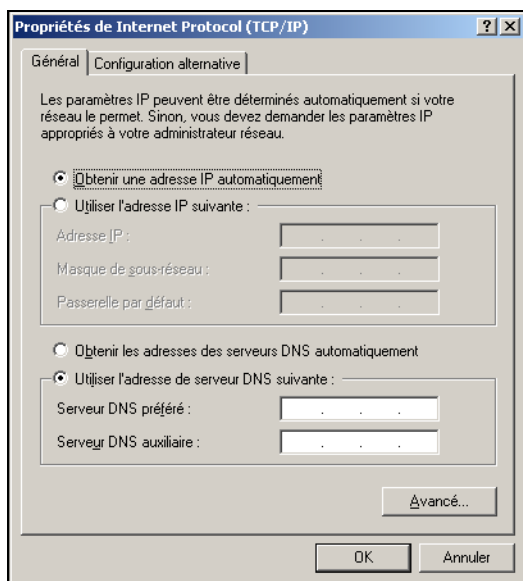 Propriétés de Internet Protocol (TCP/IP)
Général
Configuration alternative
Les paramètres IP peuvent être déterminés automatiquement si votre
réseau le permet. Sinon, vous devez demander les paramètres IP
appropriés à votre administrateur réseau.
Obtenir une adresse IP automatiquement
Utiliser l'adresse IP suivante :
Adresse IP :
Masque de sous-réseau :
Passerelle par défaut :
Obtenir les adresses des serveurs DNS automatiquement
Utiliser l'adresse de serveur DNS suivante :
Serveur DNS préféré :
Serveur DNS auxiliaire :
Avancé...
OK
Annuler